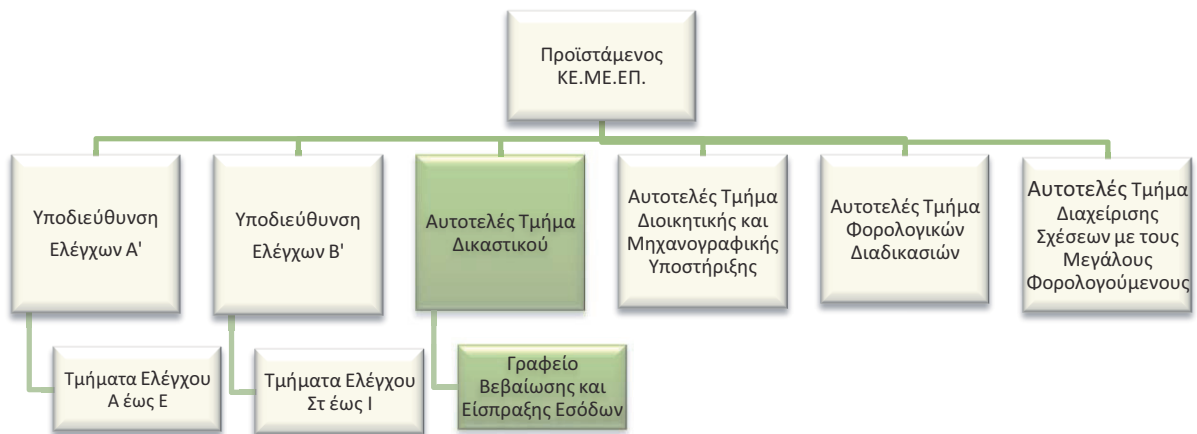 Προϊστάμενος
ΚΕ.ΜΕ.ΕΠ.
Υποδιεύθυνση
Ελέγχων Α'
Υποδιεύθυνση
Ελέγχων Β'
Αυτοτελές Τμήμα
Δικαστικού
Αυτοτελές Τμήμα
Διοικητικής και
Μηχανογραφικής
Υποστήριξης
Αυτοτελές Τμήμα
Φορολογικών
Διαδικασιών
Αυτοτελές Τμήμα
Διαχείρισης
Σχέσεων με τους
Μεγάλους
Φορολογούμενους
Τμήματα Ελέγχου
Α έως Ε
Τμήματα Ελέγχου
Στ έως Ι
Γραφείο
Βεβαίωσης και
Είσπραξης Εσόδων